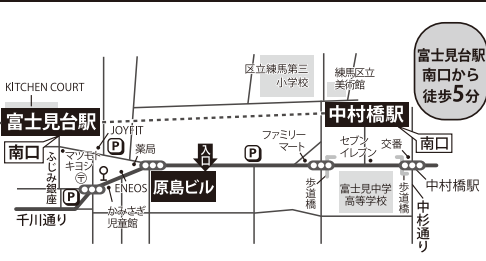 富士見台駅
南口から
徒歩5分
区立練馬第三
小学校
練馬区立
美術館
KITCHEN COURT
富士見台駅
中村橋駅
南口
JOYFIT
P
薬局
入口
P
ファミリー
マート
セブン
イレブン
交番
南口
マツモト
キヨシ
〒
ふじみ銀座
P
ENEOS
原島ビル
歩道橋
富士見中学
高等学校
歩道橋
中村橋駅
かみさぎ
児童館
千川通り
中杉通り